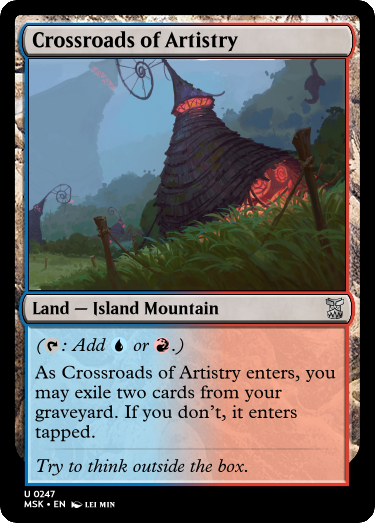 Crossroads of Artistry
Land — Island Mountain
(: Add or .)
As Crossroads of Artistry enters, you
may exile two cards from your
graveyard. If you don't, it enters
tapped.
Try to think outside the box.
U 0247
MSK • EN LEI MIN